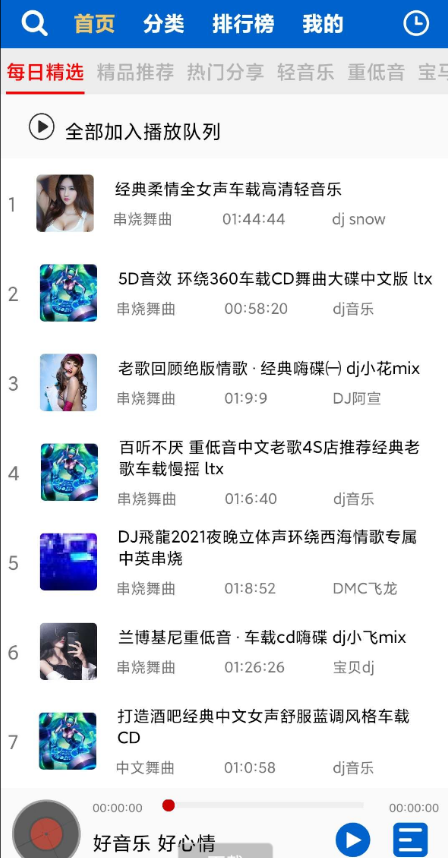 首页 分类 排行榜 我的
每日精选 精品推荐 热门分享 轻音乐 重低音 宝马
全部加入播放队列
1
经典柔情全女声车载高清轻音乐
串烧舞曲 01:44:44 dj snow
2
5D音效 环绕360车载CD舞曲大碟中文版 ltx
串烧舞曲 00:58:20 dj音乐
3
老歌回顾绝版情歌 · 经典嗨碟㈠ dj小花mix
串烧舞曲 01:9:9 DJ阿宣
4
百听不厌 重低音中文老歌4S店推荐经典老
歌车载慢摇 ltx
串烧舞曲 01:6:40 dj音乐
5
DJ飛龍2021夜晚立体声环绕西海情歌专属
中英串烧
串烧舞曲 01:8:52 DMC飞龙
6
兰博基尼重低音 · 车载cd嗨碟 dj小飞mix
串烧舞曲 01:26:26 宝贝dj
7
打造酒吧经典中文女声舒服蓝调风格车载
CD
中文舞曲 01:0:58 dj音乐
00:00:00 00:00:00
好音乐 好心情